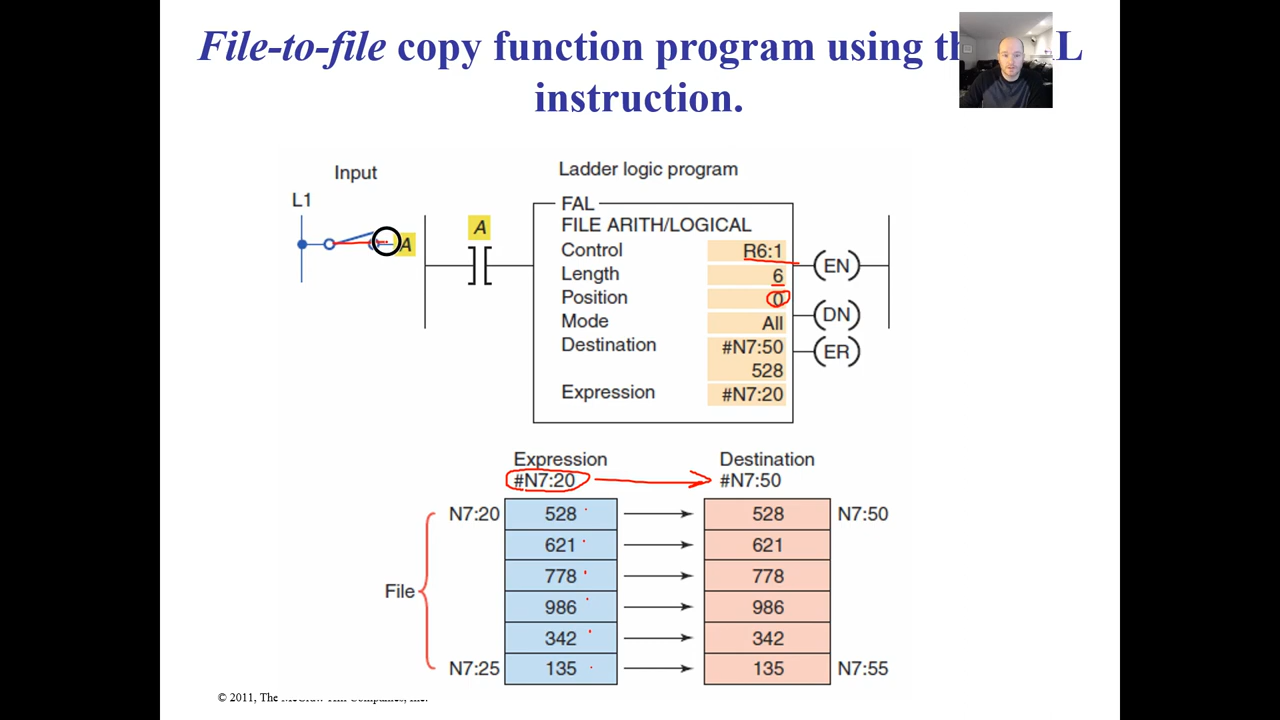 File-to-file copy function program using
instruction.
Input
Ladder logic program
L1
A
A
FAL
FILE ARITH/LOGICAL
Control R6:1
Length 6
Position 0
Mode All
Destination #N7:50
528
Expression #N7:20
EN
DN
ER
Expression Destination
#N7:20 #N7:50
N7:20 528 528 N7:50
621 621
778 778
File
986 986
342 342
N7:25 135 135 N7:55
© 2011, The